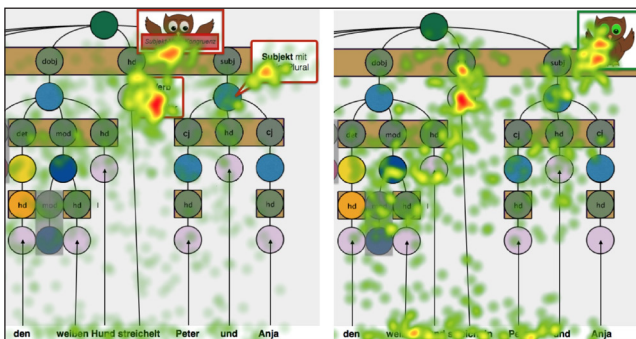 dobj hd subj
Subjekt mit
Plural
det mod hd cj hd cj
hd mod hd hd hd
den weißen Hund streichelt Peter und Anja
dobj subj
det mod hd cj hd cj
hd mod hd hd hd
den und Anja